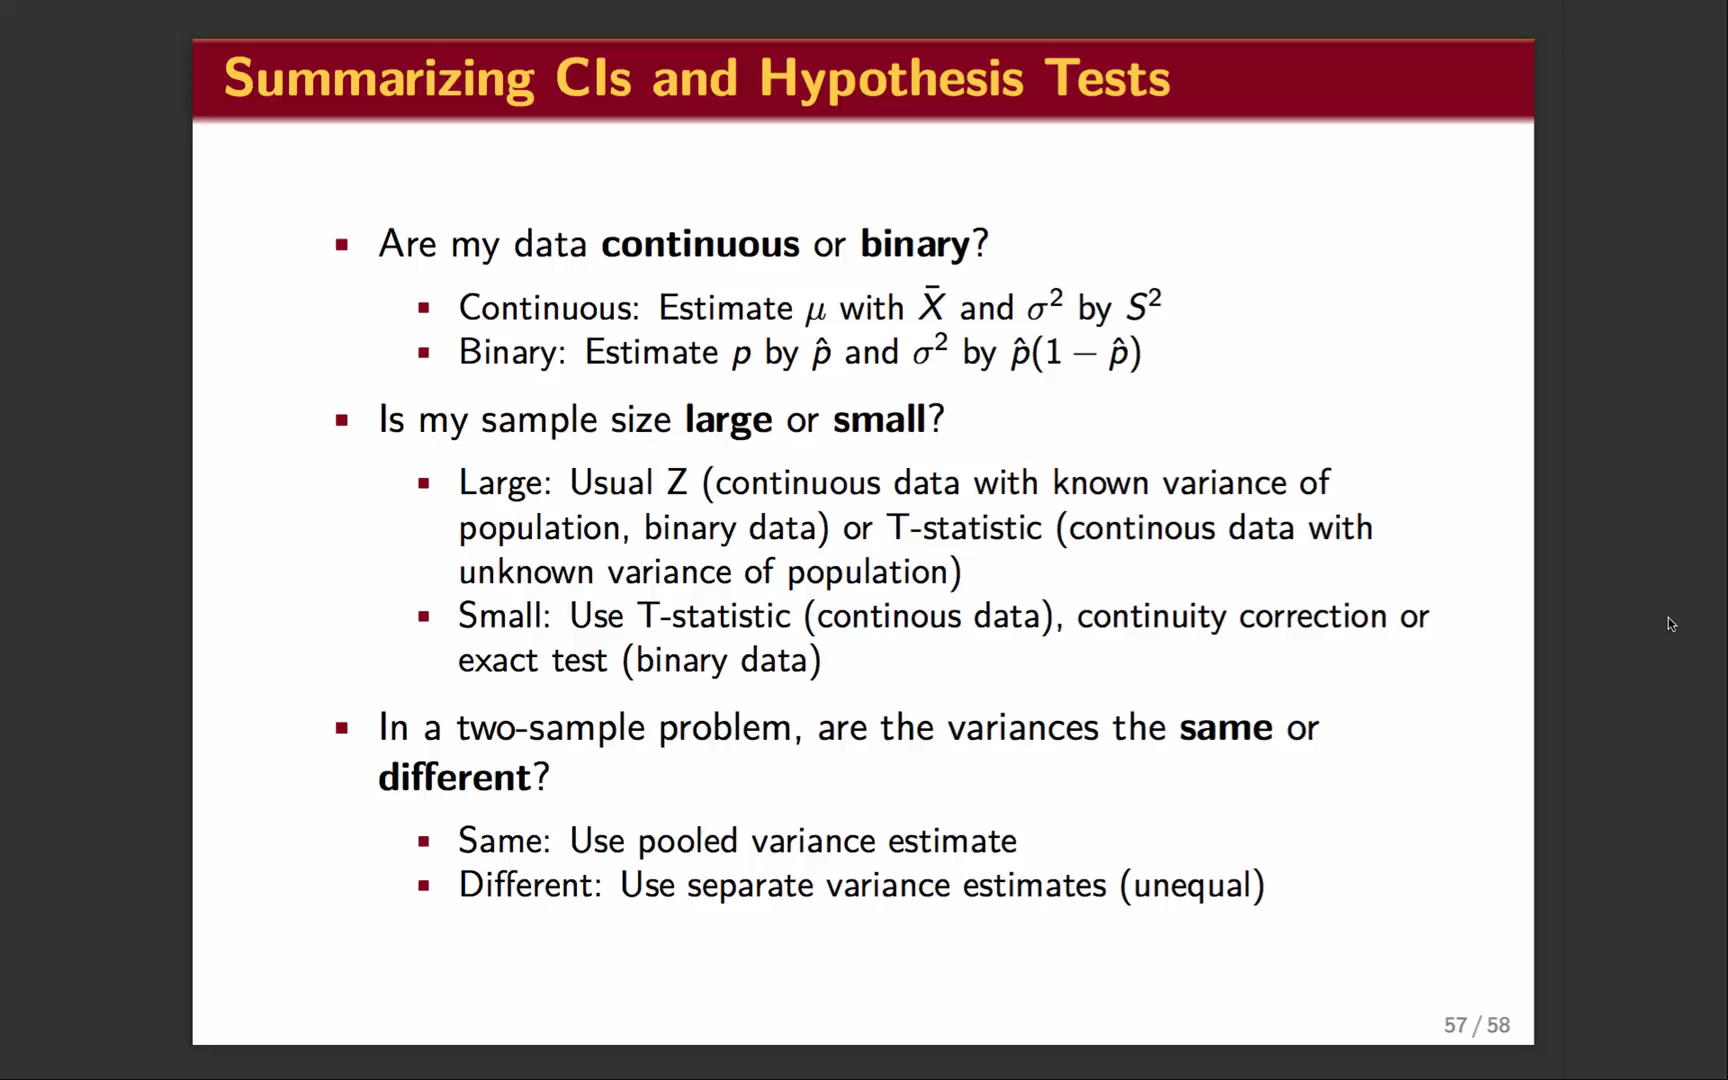 Summarizing CIs and Hypothesis Tests
Are my data continuous or binary?
Continuous: Estimate μ with X̄ and σ² by S²
Binary: Estimate p by p̂ and σ² by p̂(1 − p̂)
Is my sample size large or small?
Large: Usual Z (continuous data with known variance of
population, binary data) or T-statistic (continous data with
unknown variance of population)
Small: Use T-statistic (continous data), continuity correction or
exact test (binary data)
In a two-sample problem, are the variances the same or
different?
Same: Use pooled variance estimate
Different: Use separate variance estimates (unequal)
57 / 58